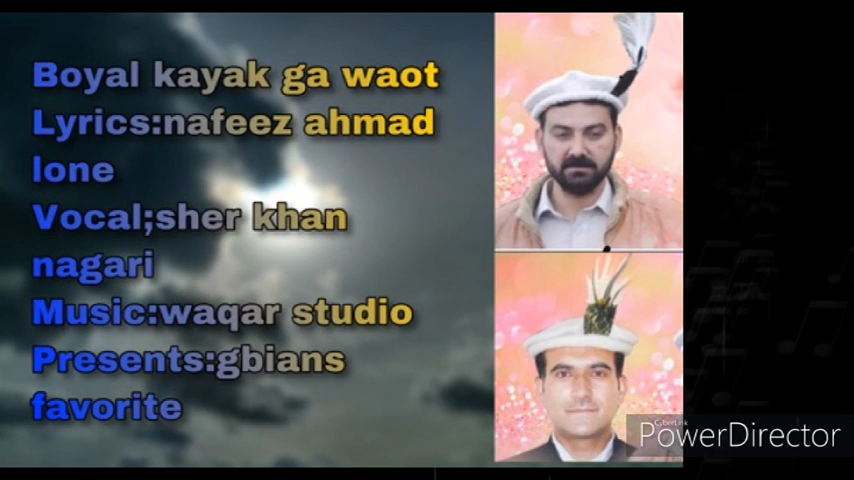 Boyal kayak ga waot
Lyrics:nafeez ahmad
lone
Vocal;sher khan
nagari
Music:waqar studio
Presents:gbians
favorite
CyberLink
PowerDirector